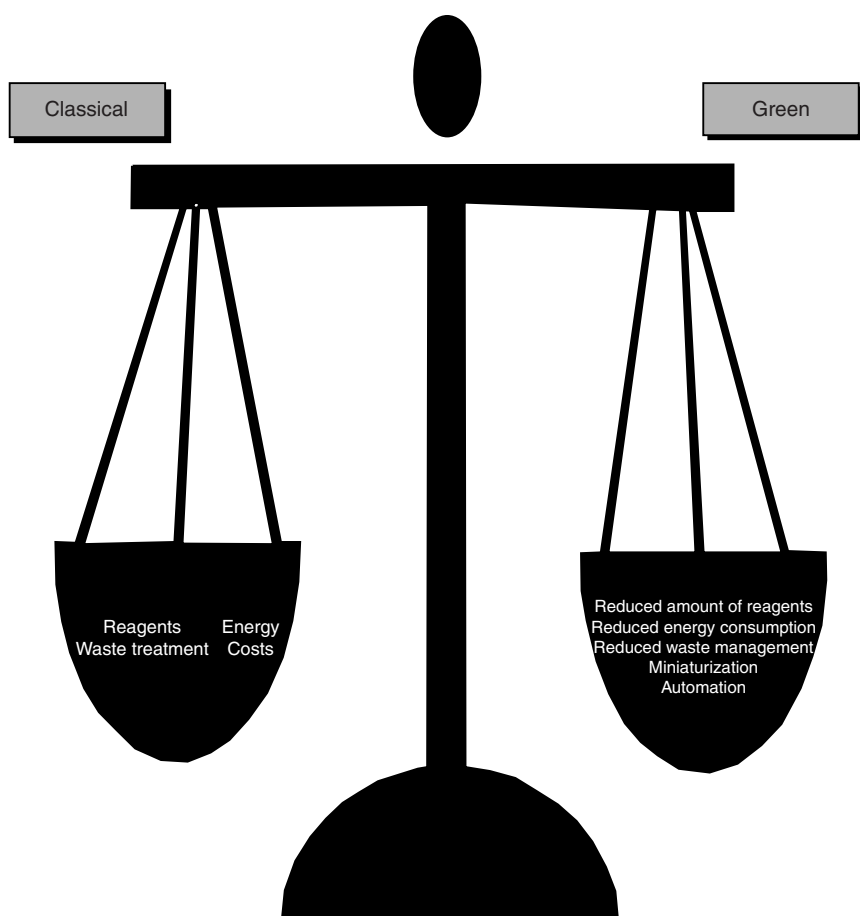 Classical
Green
Reagents
Waste treatment
Energy
Costs
Reduced amount of reagents
Reduced energy consumption
Reduced waste management
Miniaturization
Automation